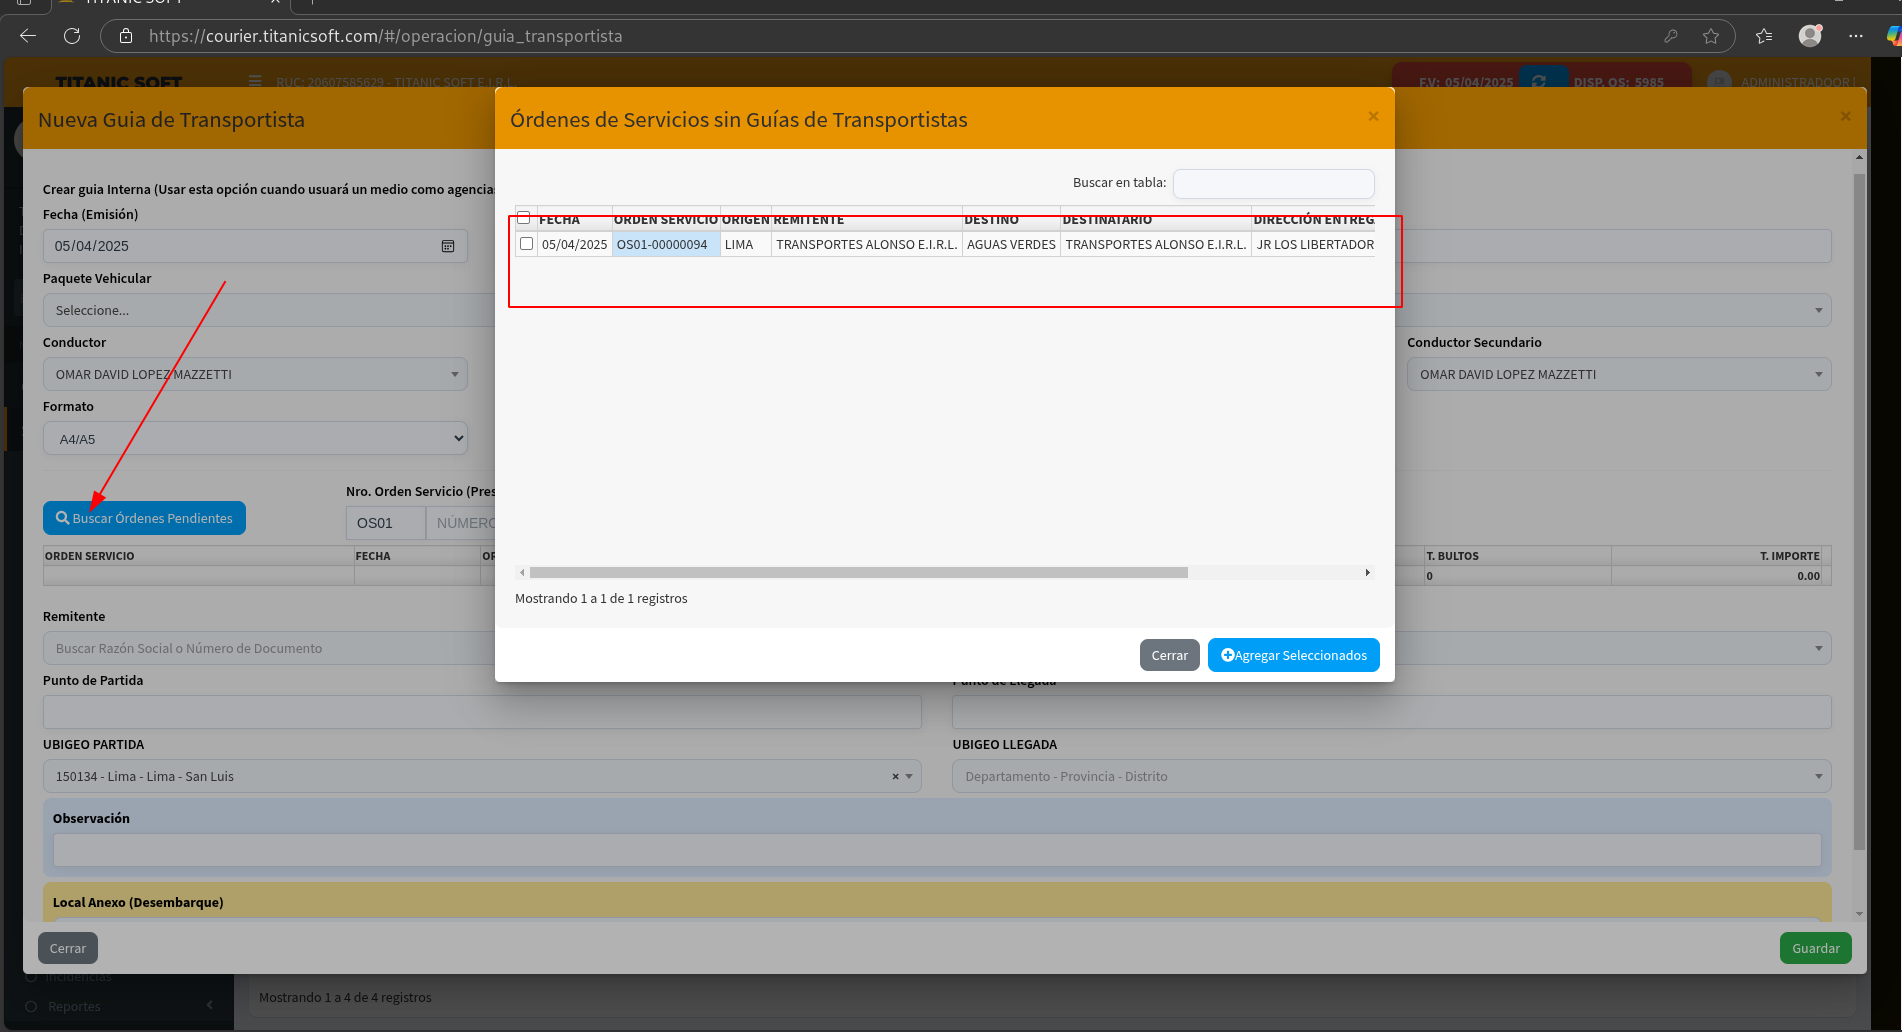 https://courier.titanicsoft.com/#/operacion/guia_transportista
TITANIC SOFT
RUC: 20607585629 - TITANIC SOFT E.I.R.L.
F.V: 05/04/2025
DISP. OS: 5985
Nueva Guia de Transportista
Órdenes de Servicios sin Guías de Transportistas
Crear guia Interna (Usar esta opción cuando usuará un medio como
Buscar en tabla:
Fecha (Emisión)
05/04/2025
FECHA ORDEN SERVICIO ORIGEN REMITENTE DESTINO DESTINATARIO DIRECCIÓN
05/04/2025 OS01-00000094 LIMA TRANSPORTES ALONSO E.I.R.L. AGUAS VERDES TRANSPORTES ALONSO E.I.R.L. JR LOS LIBERTADOR
Paquete Vehicular
Seleccione...
Conductor
OMAR DAVID LOPEZ MAZZETTI
Conductor Secundario
OMAR DAVID LOPEZ MAZZETTI
Formato
A4/A5
Buscar Órdenes Pendientes
Nro. Orden Servicio (Pres
OS01
NÚMERO
ORDEN SERVICIO FECHA OR T. BULTOS T. IMPORTE
0 0.00
Mostrando 1 a 1 de 1 registros
Cerrar
Agregar Seleccionados
Remitente
Buscar Razón Social o Número de Documento
Punto de Partida
Punto de Llegada
UBIGEO PARTIDA
150134 - Lima - Lima - San Luis
UBIGEO LLEGADA
Departamento - Provincia - Distrito
Observación
Local Anexo (Desembarque)
Cerrar
Guardar
Incidencias
Reportes
Mostrando 1 a 4 de 4 registros